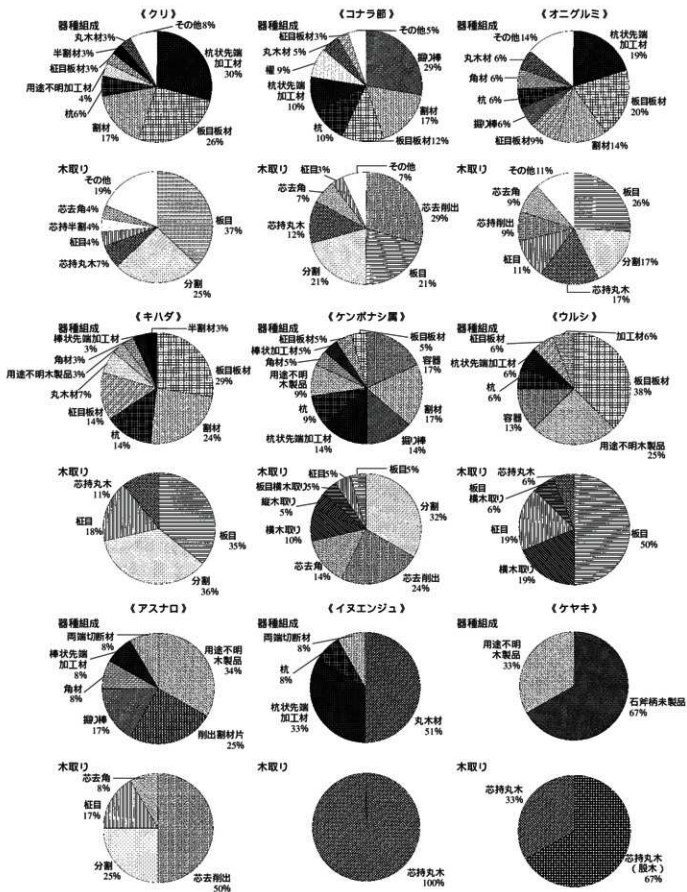 《クリ》
器種組成
その他8%
丸木材3%
半割材3%
柾目板材3%
用途不明加工材
4%
杭6%
割材
17%
板目板材
26%
杭状先端
加工材
30%
《コナラ節》
器種組成
その他5%
柾目板材3%
丸木材 5%
櫂 9%
杭状先端
加工材
10%
杭
10%
板目板材12%
割材
17%
掘り棒
29%
《オニグルミ》
器種組成
その他14%
丸木材 6%
角材 6%
杭 6%
掘り棒6%
柾目板材9%
割材14%
板目板材
20%
杭状先端
加工材
19%
木取り
その他
19%
芯去角4%
芯持半割4%
柾目4%
芯持丸木7%
分割
25%
板目
37%
木取り
柾目3%
その他
7%
芯去角
7%
芯持丸木
12%
分割
21%
板目
21%
芯去削出
29%
木取り
その他11%
芯去角
9%
芯持削出
9%
柾目
11%
芯持丸木
17%
分割17%
板目
26%
《キハダ》
器種組成
半割材3%
棒状先端加工材
3%
角材3%
用途不明木製品3%
丸木材7%
柾目板材
14%
杭
14%
割材
24%
板目板材
29%
《ケンポナシ属》
器種組成
柾目板材5%
棒状加工材5%
角材5%
用途不明
木製品
9%
杭
9%
杭状先端加工材
14%
掘り棒
14%
割材
17%
容器
17%
板目板材
5%
《ウルシ》
器種組成
加工材6%
柾目板材
6%
杭状先端加工材
6%
杭
6%
容器
13%
用途不明木製品
25%
板目板材
38%
木取り
芯持丸木
11%
柾目
18%
分割
36%
板目
35%
木取り
板目5%
柾目5%
板目横木取り5%
縦木取り
5%
横木取り
10%
芯去角
14%
芯去削出
24%
分割
32%
木取り
芯持丸木
6%
板目
横木取り
6%
柾目
19%
横木取り
19%
板目
50%
《アスナロ》
器種組成
両端切断材
8%
棒状先端
加工材
8%
角材
8%
掘り棒
17%
削出割材片
25%
用途不明
木製品
34%
《イヌエンジュ》
器種組成
両端切断材
8%
杭
8%
杭状先端
加工材
33%
丸木材
51%
《ケヤキ》
器種組成
用途不明
木製品
33%
石斧柄未製品
67%
木取り
芯去角
8%
柾目
17%
分割
25%
芯去削出
50%
木取り
芯持丸木
100%
木取り
芯持丸木
33%
芯持丸木
(股木)
67%